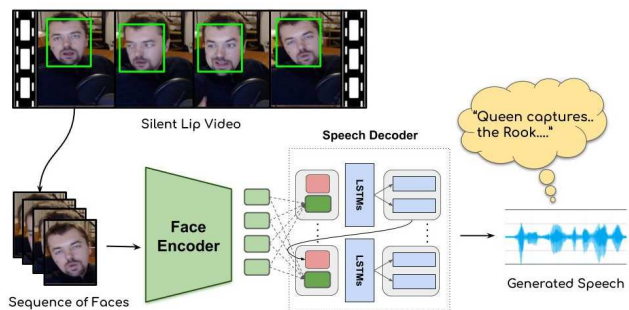 Silent Lip Video
Speech Decoder
"Queen captures..
the Rook...."
Face
Encoder
LSTMs
LSTMs
Sequence of Faces
Generated Speech